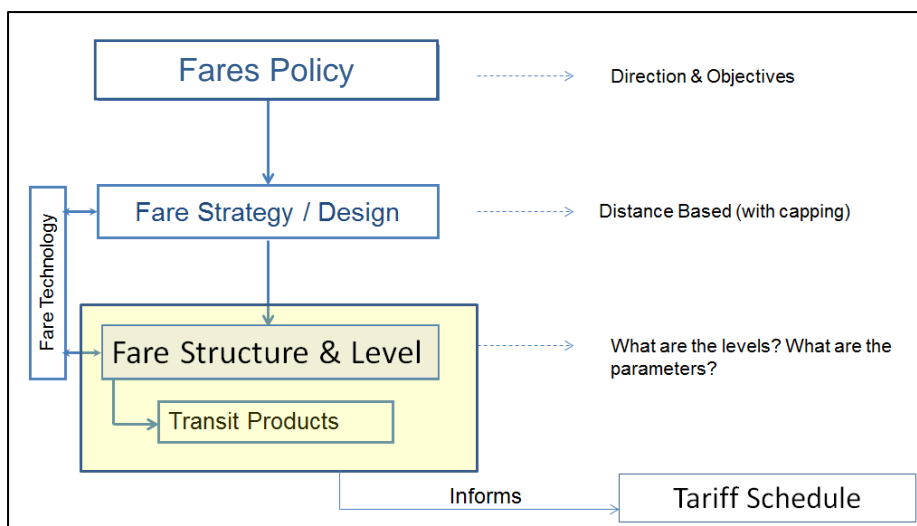 Fares Policy
Direction & Objectives
Fare Technology
Fare Strategy / Design
Distance Based (with capping)
Fare Structure & Level
What are the levels? What are the
parameters?
Transit Products
Informs
Tariff Schedule